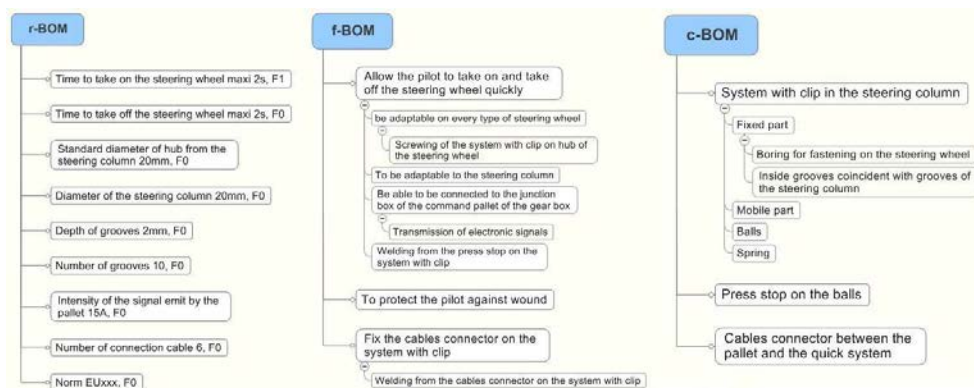 r-BOM
Time to take on the steering wheel maxi 2s, F1
Time to take off the steering wheel maxi 2s, F0
Standard diameter of hub from the
steering column 20mm, F0
Diameter of the steering column 20mm, F0
Depth of grooves 2mm, F0
Number of grooves 10, F0
Intensity of the signal emit by the
pallet 15A, F0
Number of connection cable 6, F0
Norm EUxxx, F0
f-BOM
Allow the pilot to take on and take
off the steering wheel quickly
be adaptable on every type of steering wheel
Screwing of the system with clip on hub of
the steering wheel
To be adaptable to the steering column
Be able to be connected to the junction
box of the command pallet of the gear box
Transmission of electronic signals
Welding from the press stop on the
system with clip
To protect the pilot against wound
Fix the cables connector on the
system with clip
Welding from the cables connector on the system with clip
c-BOM
System with clip in the steering column
Fixed part
Boring for fastening on the steering wheel
Inside grooves coincident with grooves of
the steering column
Mobile part
Balls
Spring
Press stop on the balls
Cables connector between the
pallet and the quick system